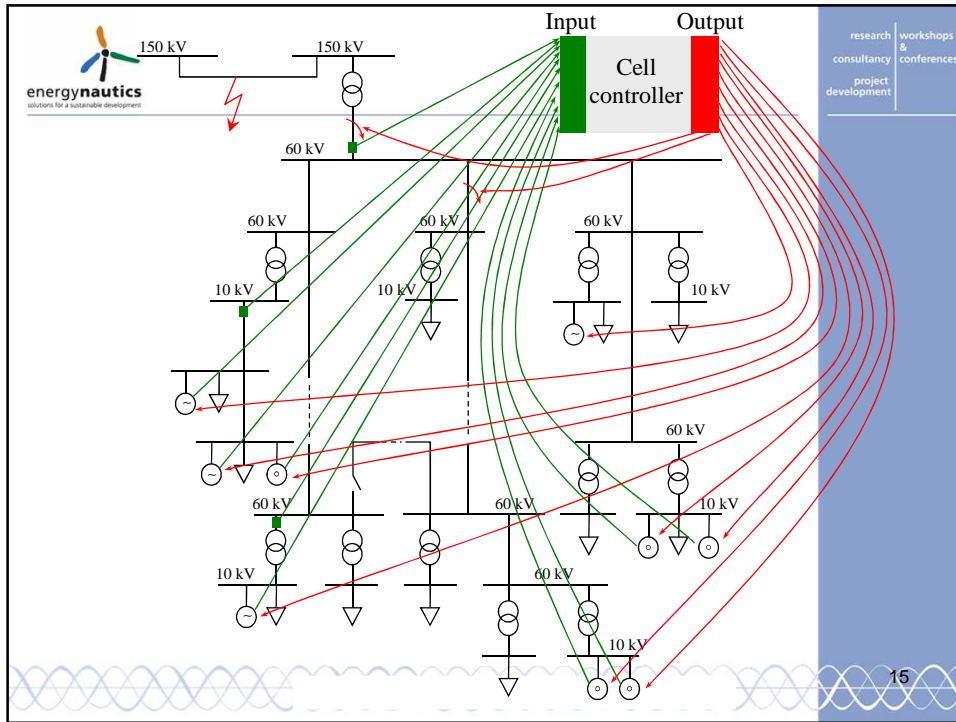 Input
Output
150 kV
150 kV
energynautics
solutions for a sustainable development
Cell
controller
research
workshops
&
consultancy
conferences
project
development
60 kV
60 kV
60 kV
60 kV
10 kV
10 kV
10 kV
~
~
~
60 kV
60 kV
60 kV
10 kV
10 kV
~
60 kV
10 kV
15